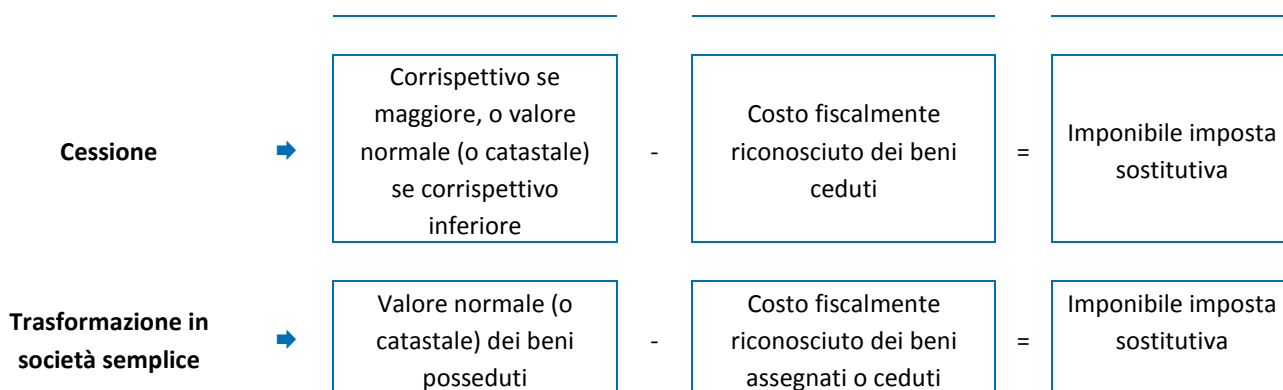 Cessione
Corrispettivo se
maggiore, o valore
normale (o catastale)
se corrispettivo
inferiore
-
Costo fiscalmente
riconosciuto dei beni
ceduti
=
Imponibile imposta
sostitutiva
Trasformazione in
società semplice
Valore normale (o
catastale) dei beni
posseduti
-
Costo fiscalmente
riconosciuto dei beni
assegnati o ceduti
=
Imponibile imposta
sostitutiva